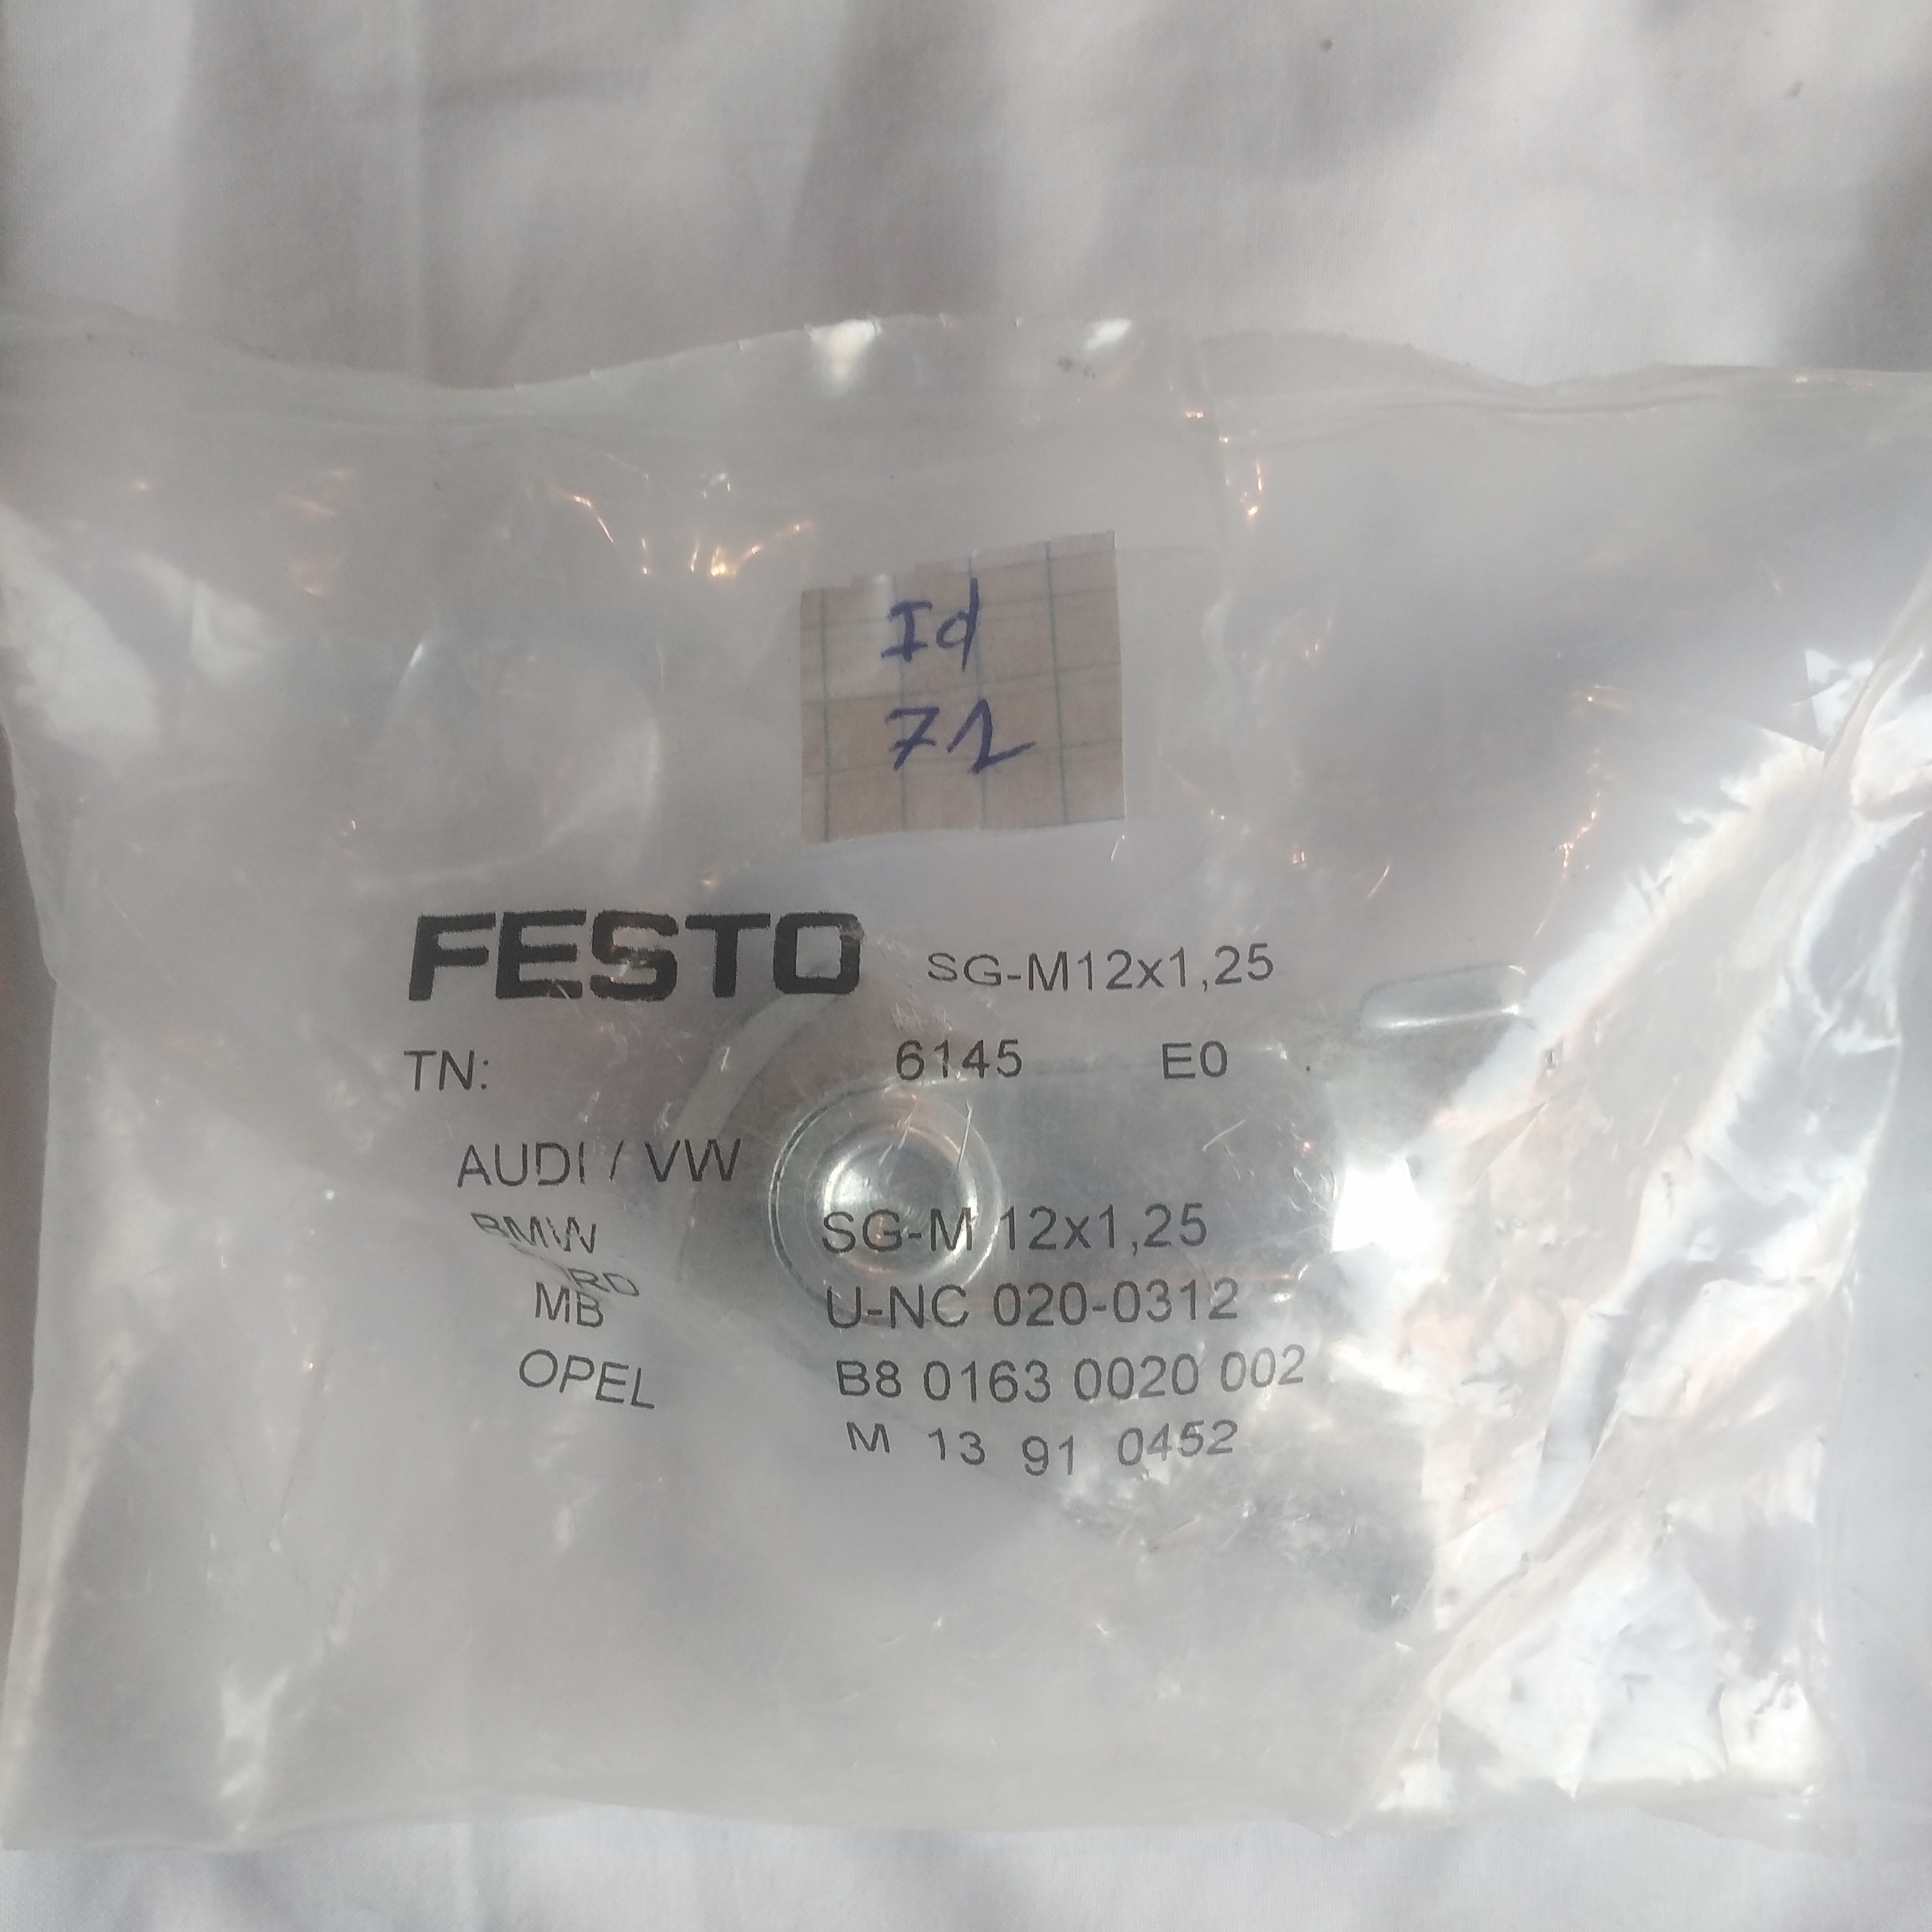 Id
71
FESTO SG-M12x1,25
TN: 6145 E0
AUDI / VW
BMW SG-M 12x1,25
RD
MB U-NC 020-0312
OPEL B8 0163 0020 002
M 13 91 0452